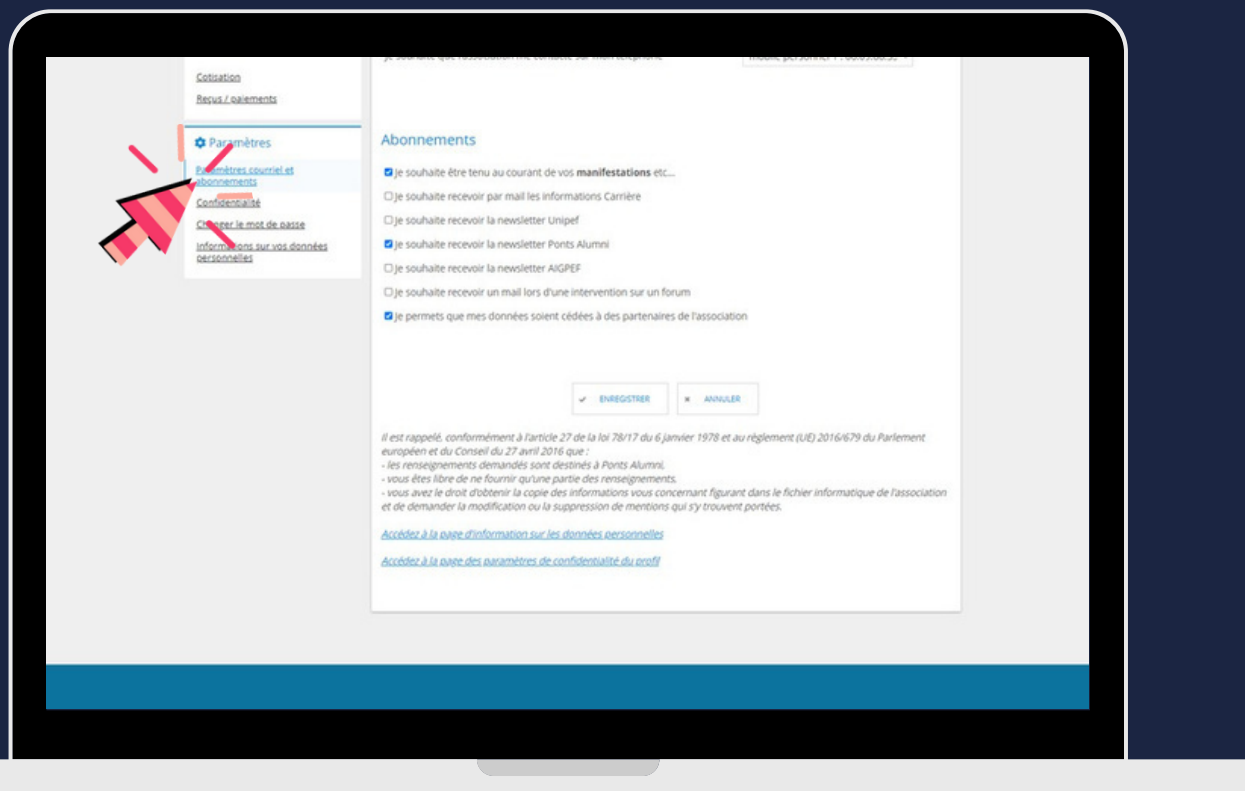 Cotisation
Reçus / paiements
Paramètres
Paramètres courriel et
abonnements
Confidentialité
Changer le mot de passe
Informations sur vos données
personnelles
Je souhaite que l'association me contacte sur mon téléphone
Abonnements
Je souhaite être tenu au courant de vos manifestations etc...
Je souhaite recevoir par mail les informations Carrière
Je souhaite recevoir la newsletter Unipef
Je souhaite recevoir la newsletter Ponts Alumni
Je souhaite recevoir la newsletter AIGPEF
Je souhaite recevoir un mail lors d'une intervention sur un forum
Je permets que mes données soient cédées à des partenaires de l'association
ENREGISTRER
ANNULER
Il est rappelé, conformément à l'article 27 de la loi 78/17 du 6 janvier 1978 et au règlement (UE) 2016/679 du Parlement
européen et du Conseil du 27 avril 2016 que :
- les renseignements demandés sont destinés à Ponts Alumni,
- vous êtes libre de ne fournir qu'une partie des renseignements,
- vous avez le droit d'obtenir la copie des informations vous concernant figurant dans le fichier informatique de l'association
et de demander la modification ou la suppression de mentions qui s'y trouvent portées.
Accédez à la page d'information sur les données personnelles
Accédez à la page des paramètres de confidentialité du profil